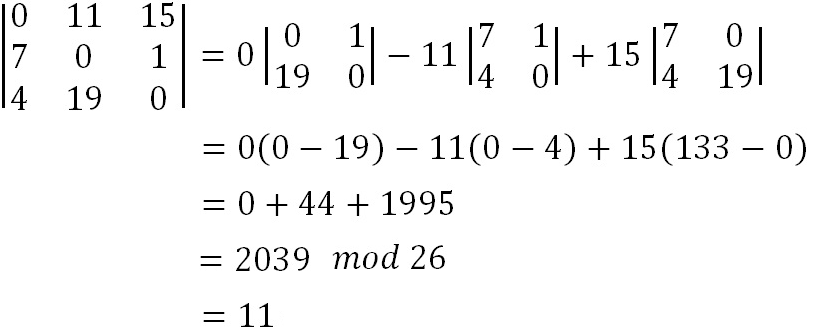 |0 11 15| = 0 |0 1| − 11 |7 1| + 15 |7 0|
|7 0 1| |19 0| |4 0| |4 19|
|4 19 0|
= 0(0 − 19) − 11(0 − 4) + 15(133 − 0)
= 0 + 44 + 1995
= 2039 mod 26
= 11